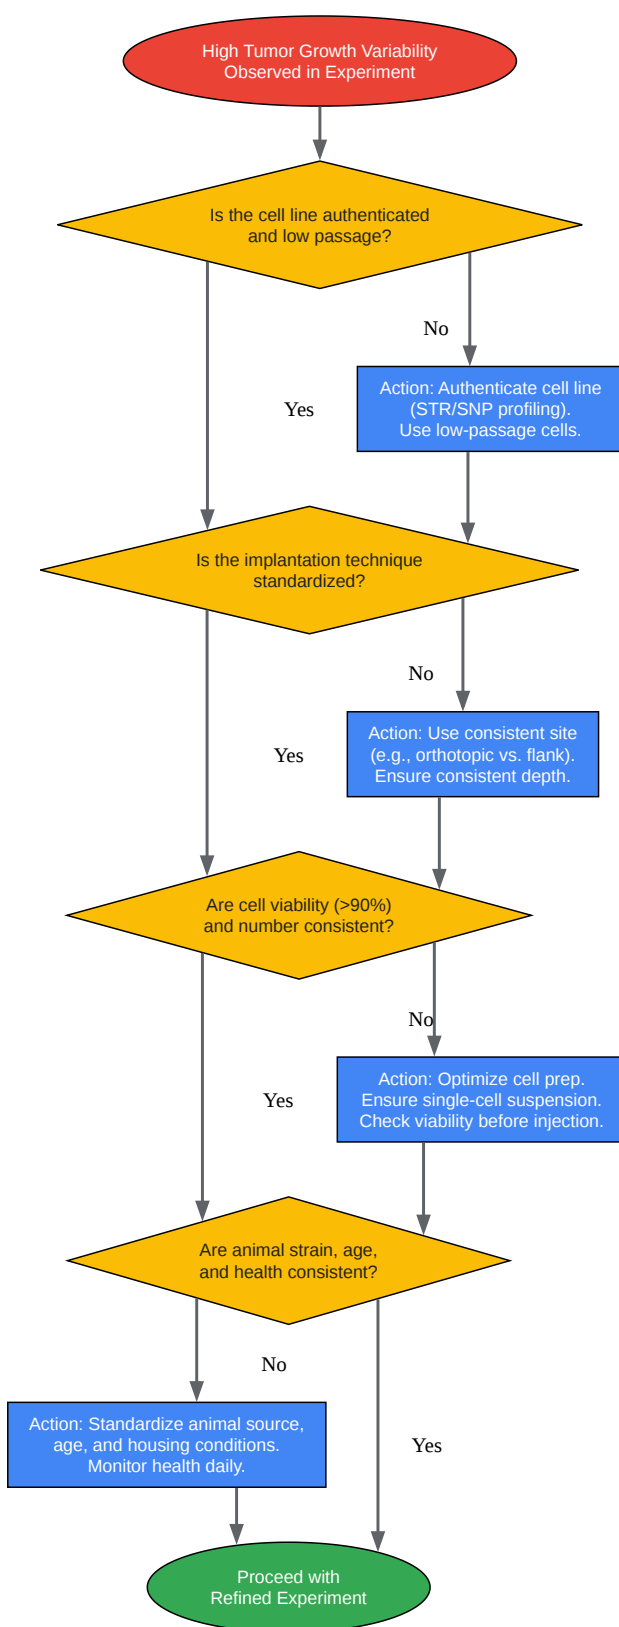 High Tumor Growth Variability
Observed in Experiment
Is the cell line authenticated
and low passage?
No
Yes
Action: Authenticate cell line
(STR/SNP profiling).
Use low-passage cells.
Is the implantation technique
standardized?
No
Yes
Action: Use consistent site
(e.g., orthotopic vs. flank).
Ensure consistent depth.
Are cell viability (>90%)
and number consistent?
No
Yes
Action: Optimize cell prep.
Ensure single-cell suspension.
Check viability before injection.
Are animal strain, age,
and health consistent?
No
Yes
Action: Standardize animal source,
age, and housing conditions.
Monitor health daily.
Proceed with
Refined Experiment